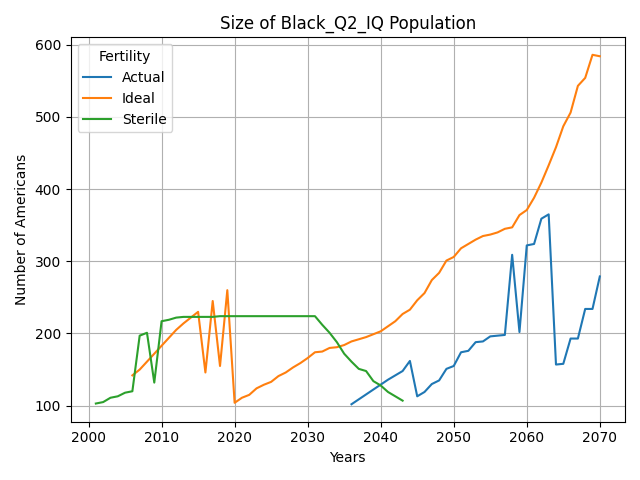 Size of Black_Q2_IQ Population
Fertility
Actual
Ideal
Sterile
Number of Americans
600
500
400
300
200
100
2000
2010
2020
2030
2040
2050
2060
2070
Years